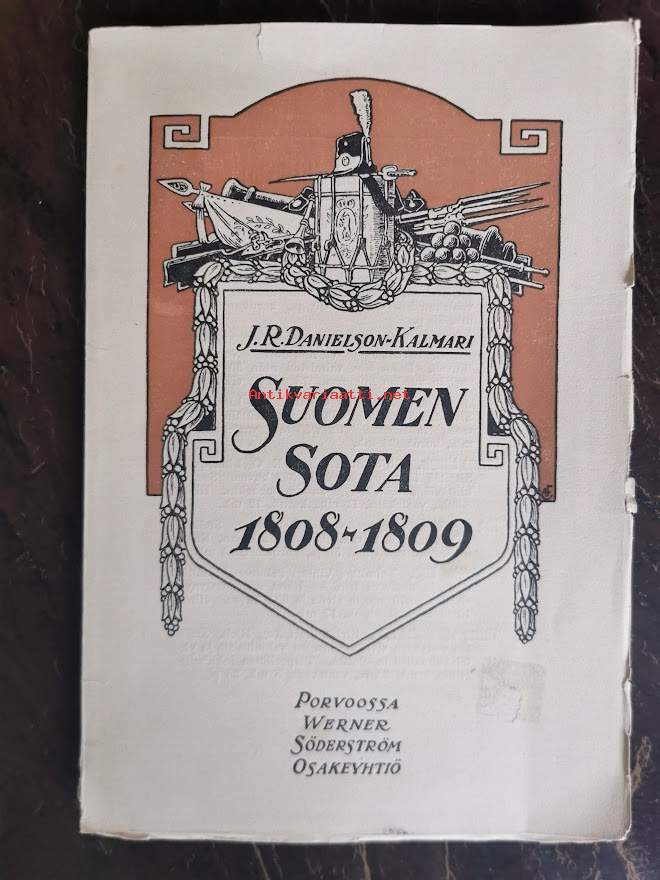 J.R. DANIELSON-KALMARI
Antikvariaatti.net
SUOMEN
SOTA
1808-1809
PORVOOSSA
WERNER
SÖDERSTRÖM
OSAKEYHTIÖ